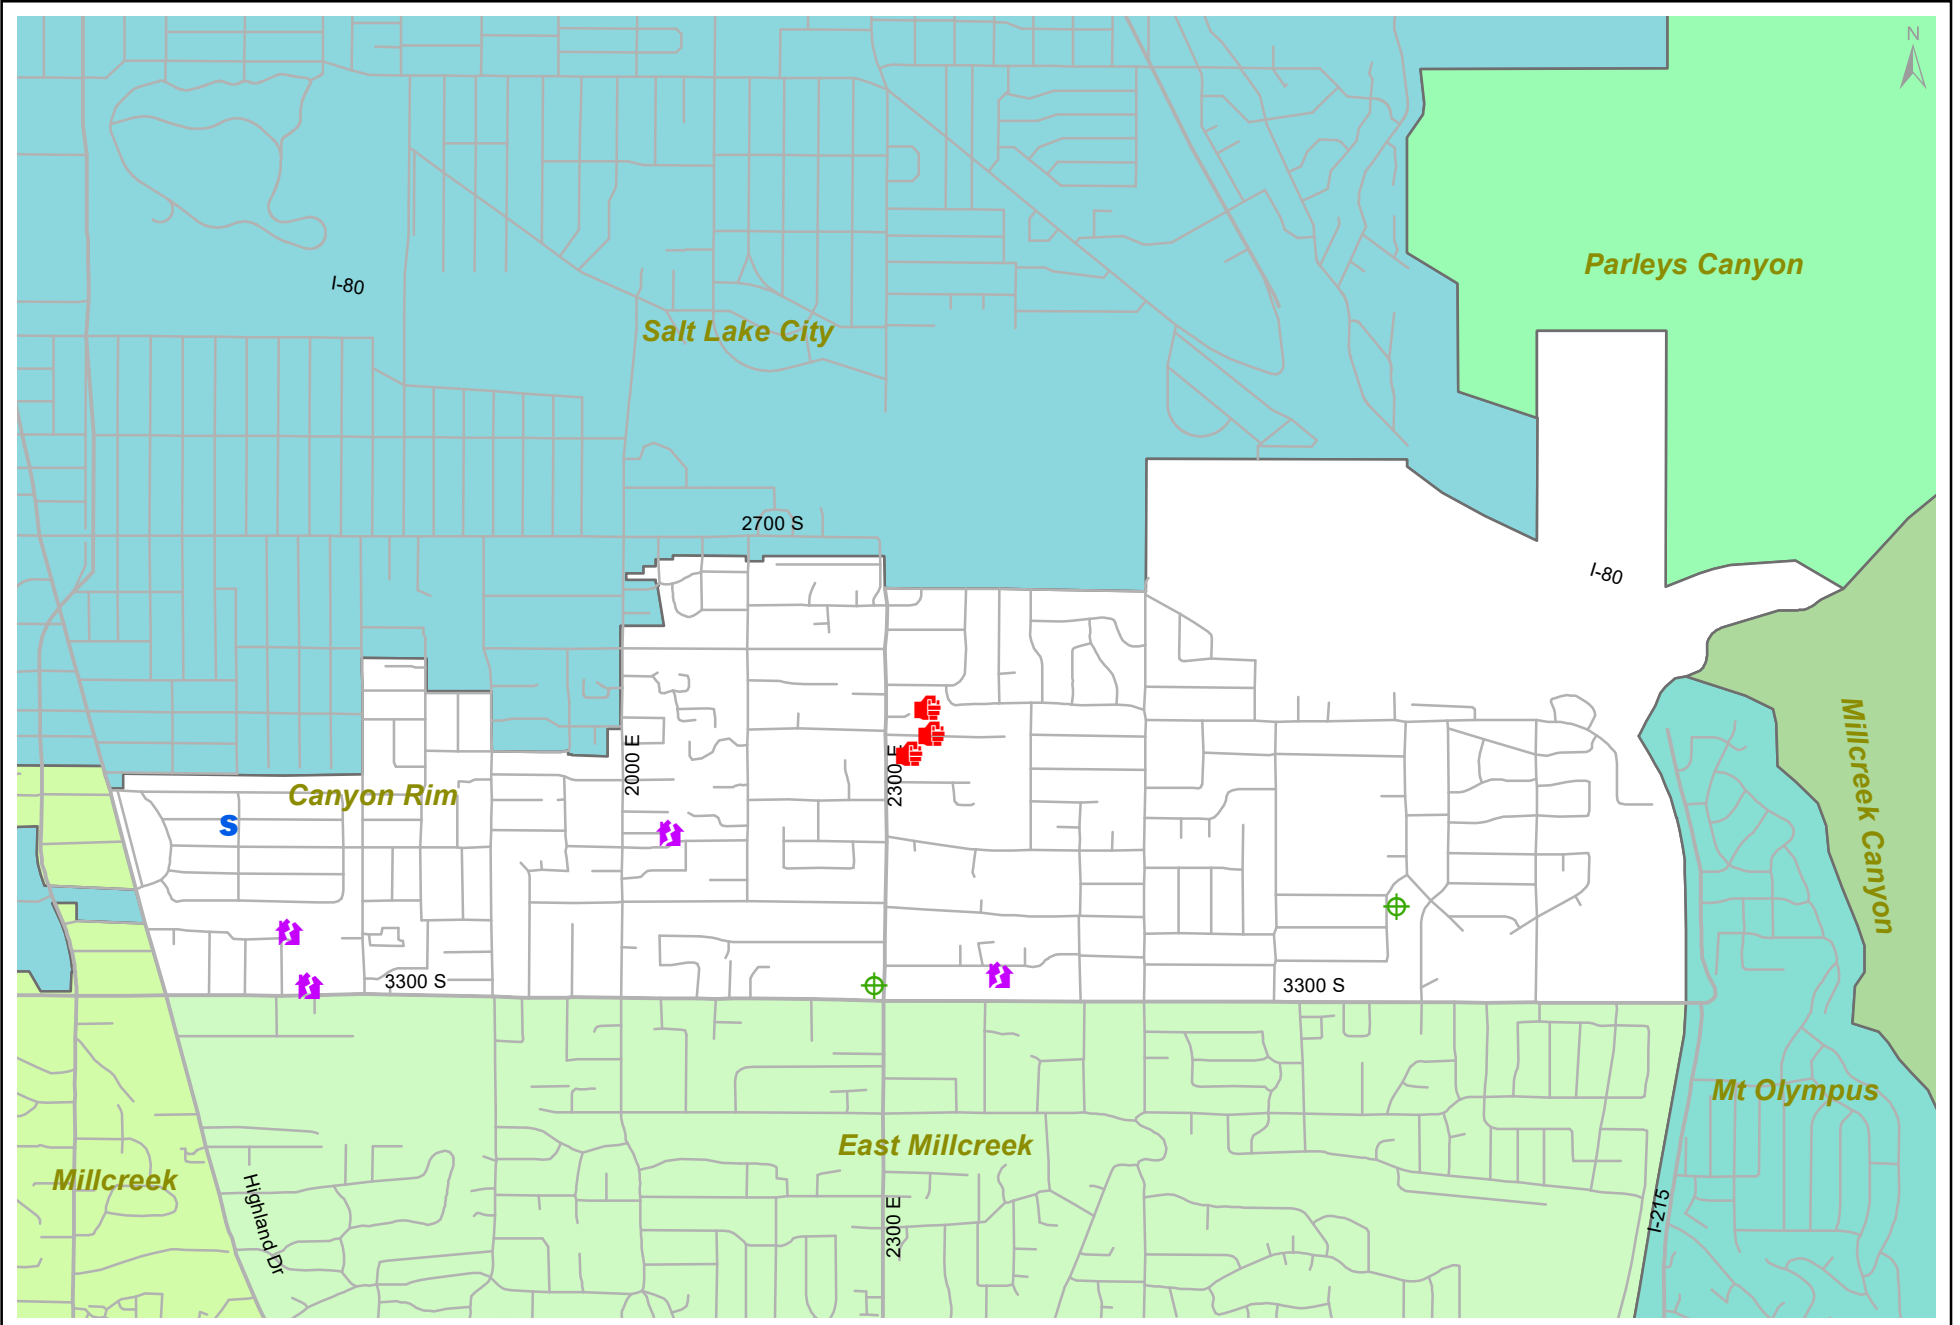 N
Parleys Canyon
I-80
Salt Lake City
2700 S
I-80
Millcreek Canyon
2000 E
2300 E
Canyon Rim
S
3300 S
3300 S
Mt Olympus
East Millcreek
Millcreek
Highland Dr
2300 E
I-215